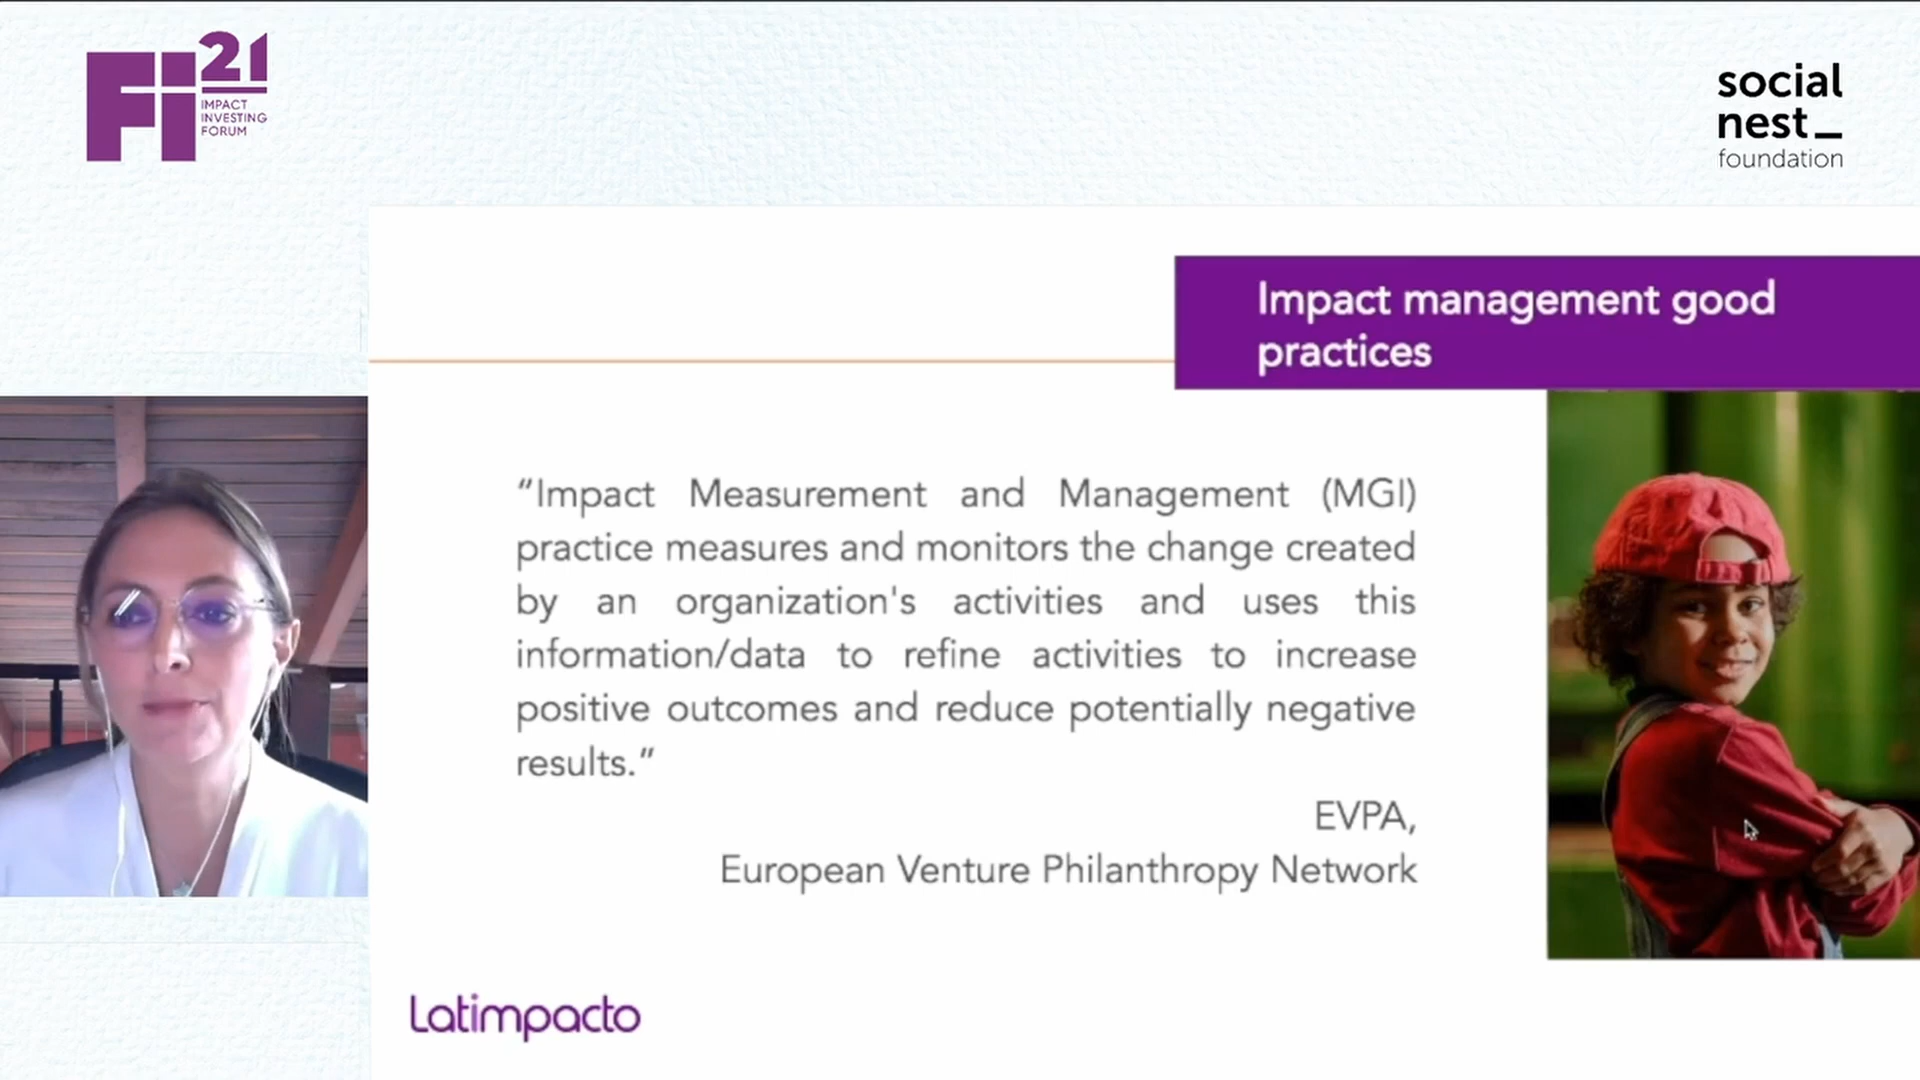 Fi21
IMPACT
INVESTING
FORUM
social
nest_
foundation
Impact management good
practices
“Impact Measurement and Management (MGI)
practice measures and monitors the change created
by an organization's activities and uses this
information/data to refine activities to increase
positive outcomes and reduce potentially negative
results.”
EVPA,
European Venture Philanthropy Network
Latimpacto